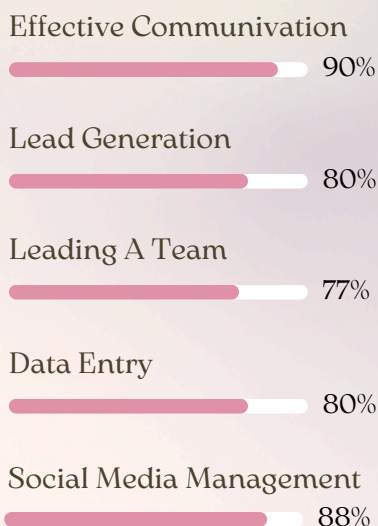 Effective Communivation
90%
Lead Generation
80%
Leading A Team
77%
Data Entry
80%
Social Media Management
88%